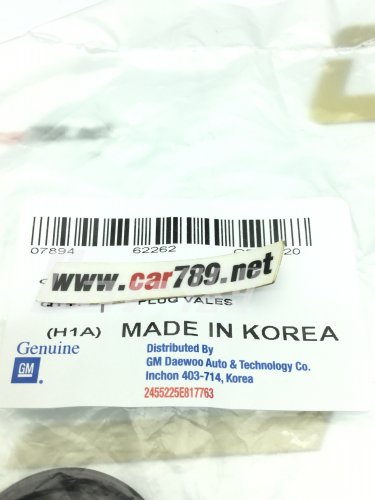 07894 62262
www.car789.net
PLUG VALES
(H1A) MADE IN KOREA
Genuine
GM
Distributed By
GM Daewoo Auto & Technology Co.
Inchon 403-714, Korea
2455225E817763